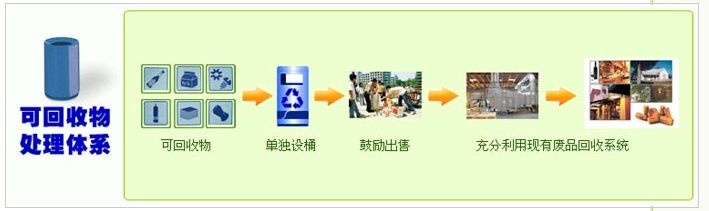 可回收物
处理体系
可回收物
单独设桶
鼓励出售
充分利用现有废品回收系统